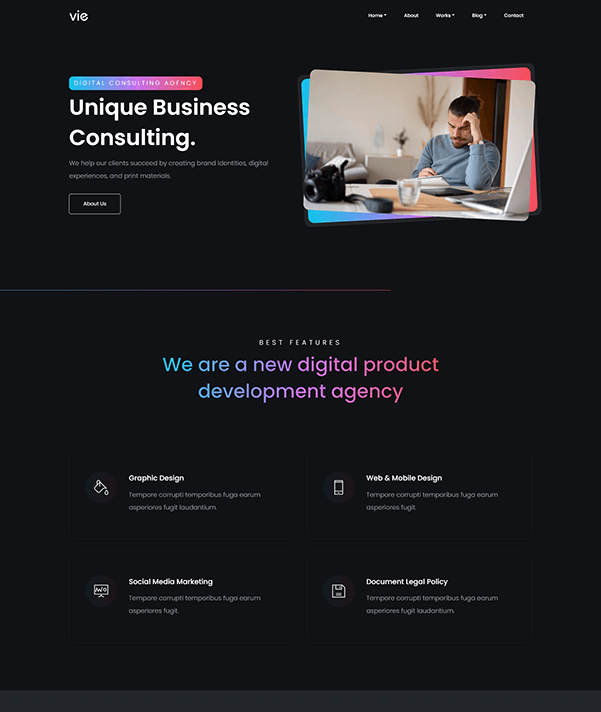 vie
Home About Works Blog Contact
DIGITAL CONSULTING AGENCY
Unique Business
Consulting.
We help our clients succeed by creating brand identities, digital
experiences, and print materials.
About Us
BEST FEATURES
We are a new digital product
development agency
Graphic Design
Tempore corrupti temporibus fuga earum
asperiores fugit laudantium.
Web & Mobile Design
Tempore corrupti temporibus fuga earum
asperiores fugit.
Social Media Marketing
Tempore corrupti temporibus fuga earum
asperiores fugit.
Document Legal Policy
Tempore corrupti temporibus fuga earum
asperiores fugit laudantium.